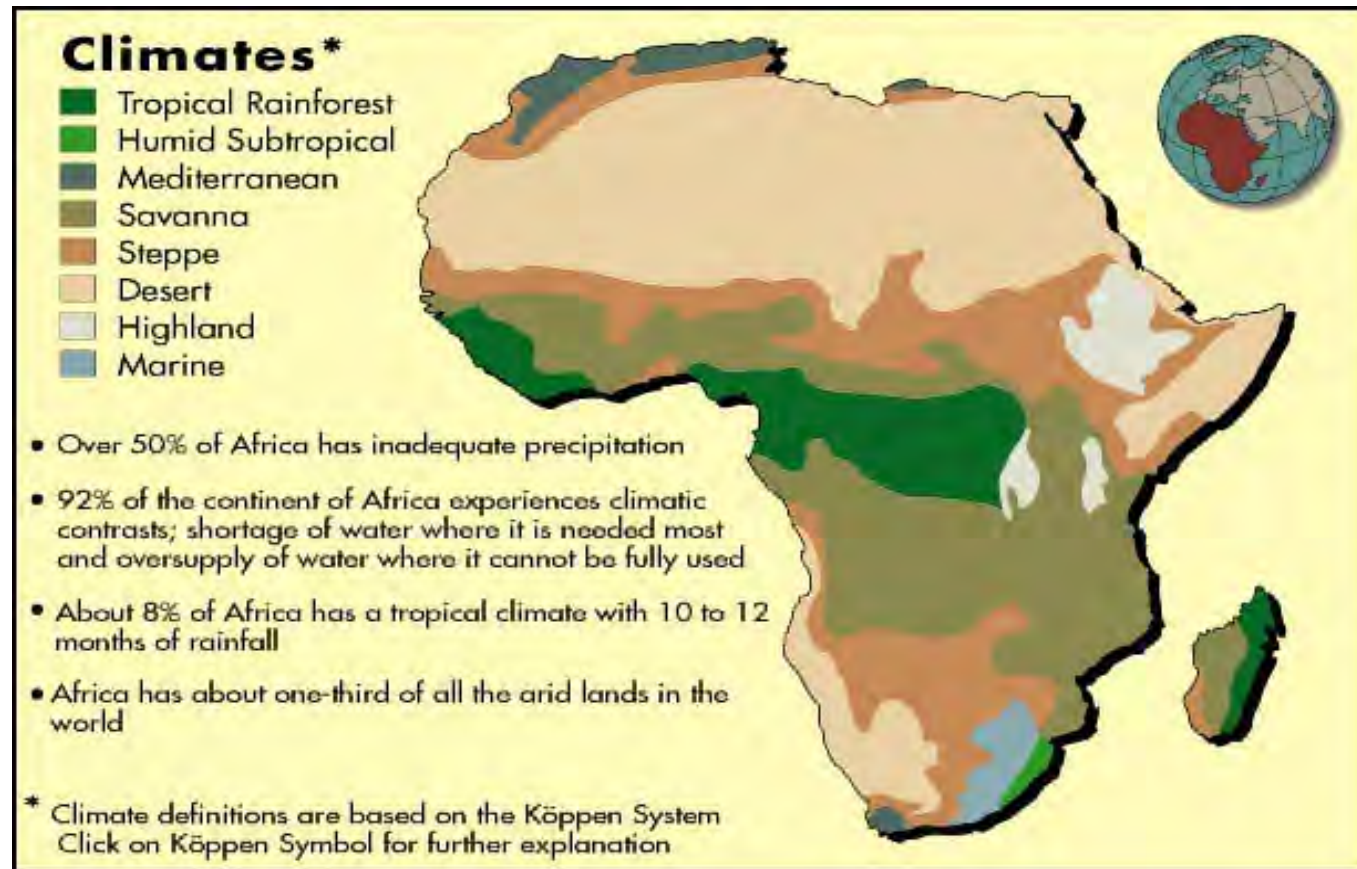 Climates*
Tropical Rainforest
Humid Subtropical
Mediterranean
Savanna
Steppe
Desert
Highland
Marine
• Over 50% of Africa has inadequate precipitation
• 92% of the continent of Africa experiences climatic
contrasts; shortage of water where it is needed most
and oversupply of water where it cannot be fully used
• About 8% of Africa has a tropical climate with 10 to 12
months of rainfall
• Africa has about one-third of all the arid lands in the
world
* Climate definitions are based on the Köppen System
Click on Köppen Symbol for further explanation